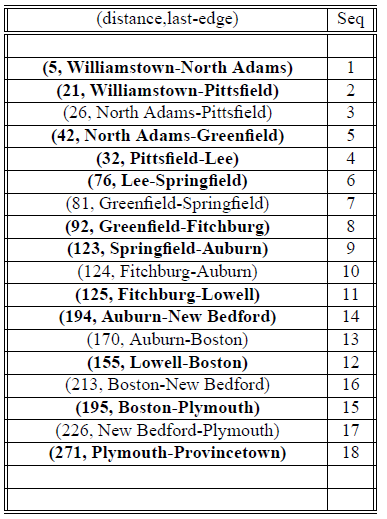 (distance,last-edge) Seq
(5, Williamstown-North Adams) 1
(21, Williamstown-Pittsfield) 2
(26, North Adams-Pittsfield) 3
(42, North Adams-Greenfield) 5
(32, Pittsfield-Lee) 4
(76, Lee-Springfield) 6
(81, Greenfield-Springfield) 7
(92, Greenfield-Fitchburg) 8
(123, Springfield-Auburn) 9
(124, Fitchburg-Auburn) 10
(125, Fitchburg-Lowell) 11
(194, Auburn-New Bedford) 14
(170, Auburn-Boston) 13
(155, Lowell-Boston) 12
(213, Boston-New Bedford) 16
(195, Boston-Plymouth) 15
(226, New Bedford-Plymouth) 17
(271, Plymouth-Provincetown) 18